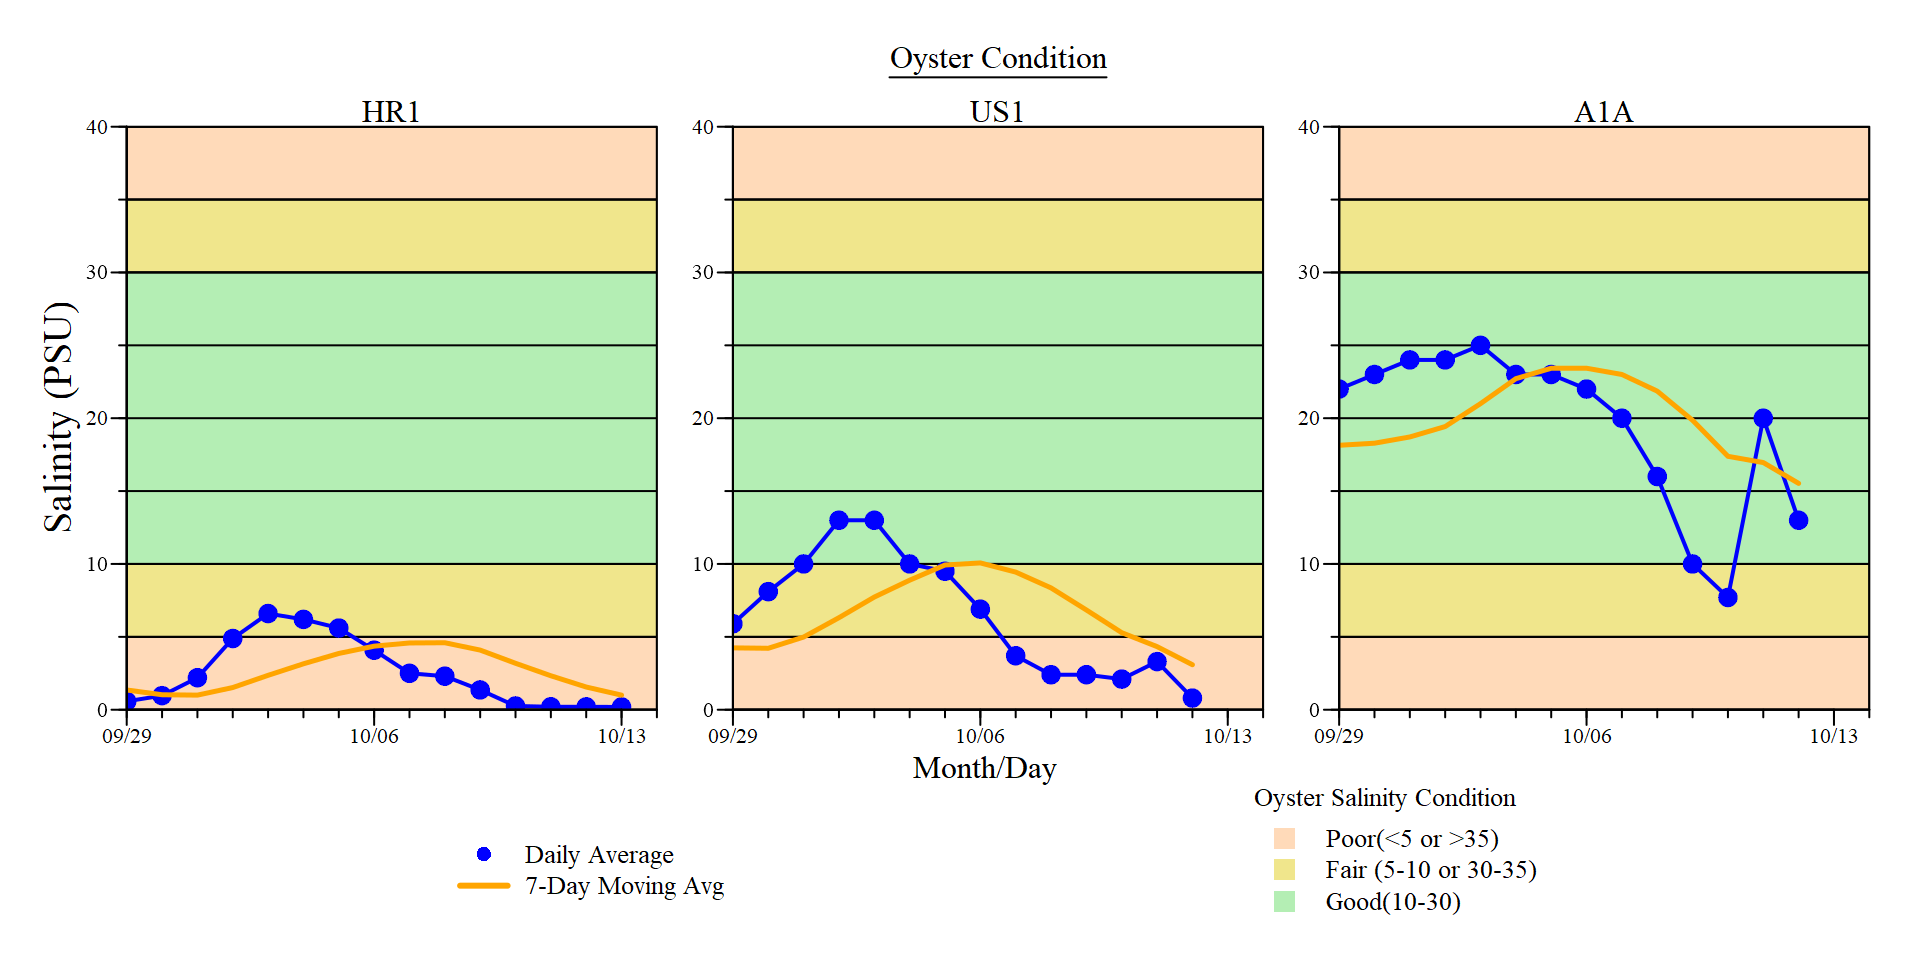 Oyster Condition
HR1
US1
A1A
Salinity (PSU)
40
30
20
10
0
09/29
10/06
10/13
40
30
20
10
0
09/29
10/06
10/13
40
30
20
10
0
09/29
10/06
10/13
Month/Day
Daily Average
7-Day Moving Avg
Oyster Salinity Condition
Poor(<5 or >35)
Fair (5-10 or 30-35)
Good(10-30)